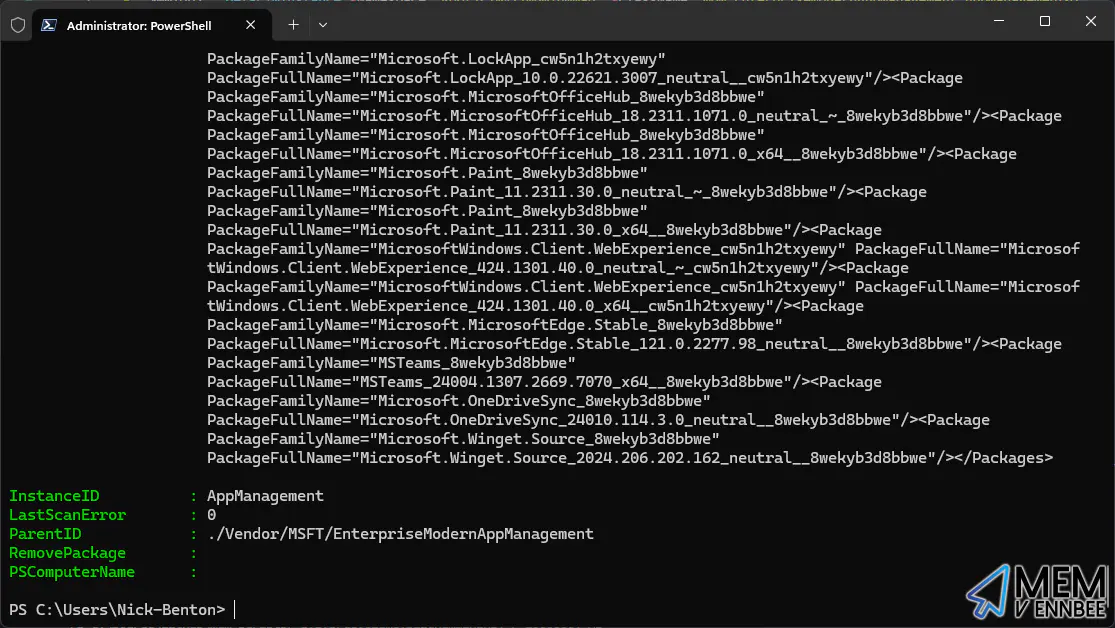 Administrator: PowerShell
PackageFamilyName="Microsoft.LockApp_cw5n1h2txyewy"
PackageFullName="Microsoft.LockApp_10.0.22621.3007_neutral__cw5n1h2txyewy"/><Package
PackageFamilyName="Microsoft.MicrosoftOfficeHub_8wekyb3d8bbwe"
PackageFullName="Microsoft.MicrosoftOfficeHub_18.2311.1071.0_neutral_~_8wekyb3d8bbwe"/><Package
PackageFamilyName="Microsoft.MicrosoftOfficeHub_8wekyb3d8bbwe"
PackageFullName="Microsoft.MicrosoftOfficeHub_18.2311.1071.0_x64__8wekyb3d8bbwe"/><Package
PackageFamilyName="Microsoft.Paint_8wekyb3d8bbwe"
PackageFullName="Microsoft.Paint_11.2311.30.0_neutral_~_8wekyb3d8bbwe"/><Package
PackageFamilyName="Microsoft.Paint_8wekyb3d8bbwe"
PackageFullName="Microsoft.Paint_11.2311.30.0_x64__8wekyb3d8bbwe"/><Package
PackageFamilyName="MicrosoftWindows.Client.WebExperience_cw5n1h2txyewy" PackageFullName="Microsof
tWindows.Client.WebExperience_424.1301.40.0_neutral_~_cw5n1h2txyewy"/><Package
PackageFamilyName="MicrosoftWindows.Client.WebExperience_cw5n1h2txyewy" PackageFullName="Microsof
tWindows.Client.WebExperience_424.1301.40.0_x64__cw5n1h2txyewy"/><Package
PackageFamilyName="Microsoft.MicrosoftEdge.Stable_8wekyb3d8bbwe"
PackageFullName="Microsoft.MicrosoftEdge.Stable_121.0.2277.98_neutral__8wekyb3d8bbwe"/><Package
PackageFamilyName="MSTeams_8wekyb3d8bbwe"
PackageFullName="MSTeams_24004.1307.2669.7070_x64__8wekyb3d8bbwe"/><Package
PackageFamilyName="Microsoft.OneDriveSync_8wekyb3d8bbwe"
PackageFullName="Microsoft.OneDriveSync_24010.114.3.0_neutral__8wekyb3d8bbwe"/><Package
PackageFamilyName="Microsoft.Winget.Source_8wekyb3d8bbwe"
PackageFullName="Microsoft.Winget.Source_2024.206.202.162_neutral__8wekyb3d8bbwe"/></Packages>
InstanceID : AppManagement
LastScanError : 0
ParentID : ./Vendor/MSFT/EnterpriseModernAppManagement
RemovePackage :
PSComputerName :
PS C:\Users\Nick-Benton>
MEM
V ENNBEE